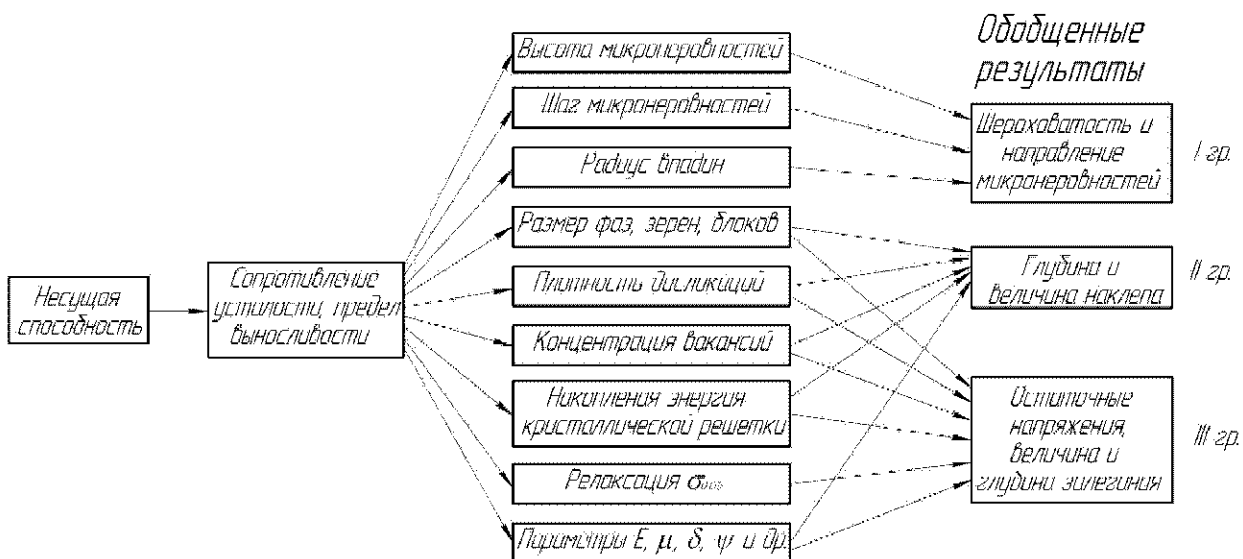 Обобщенные
результаты
Несущая
способность
Сопротивление
усталости, предел
выносливости
Высота микронеровностей
Шаг микронеровностей
Радиус впадин
Размер фаз, зерен, блоков
Плотность дислокаций
Концентрация вакансий
Накопления энергия
кристаллической решетки
Релаксация σ
Параметры E, μ, δ, ψ и др.
Шероховатость и
направление
микронеровностей
I гр.
Глубина и
величина наклепа
II гр.
Остаточные
напряжения,
величина и
глубина залегания
III гр.